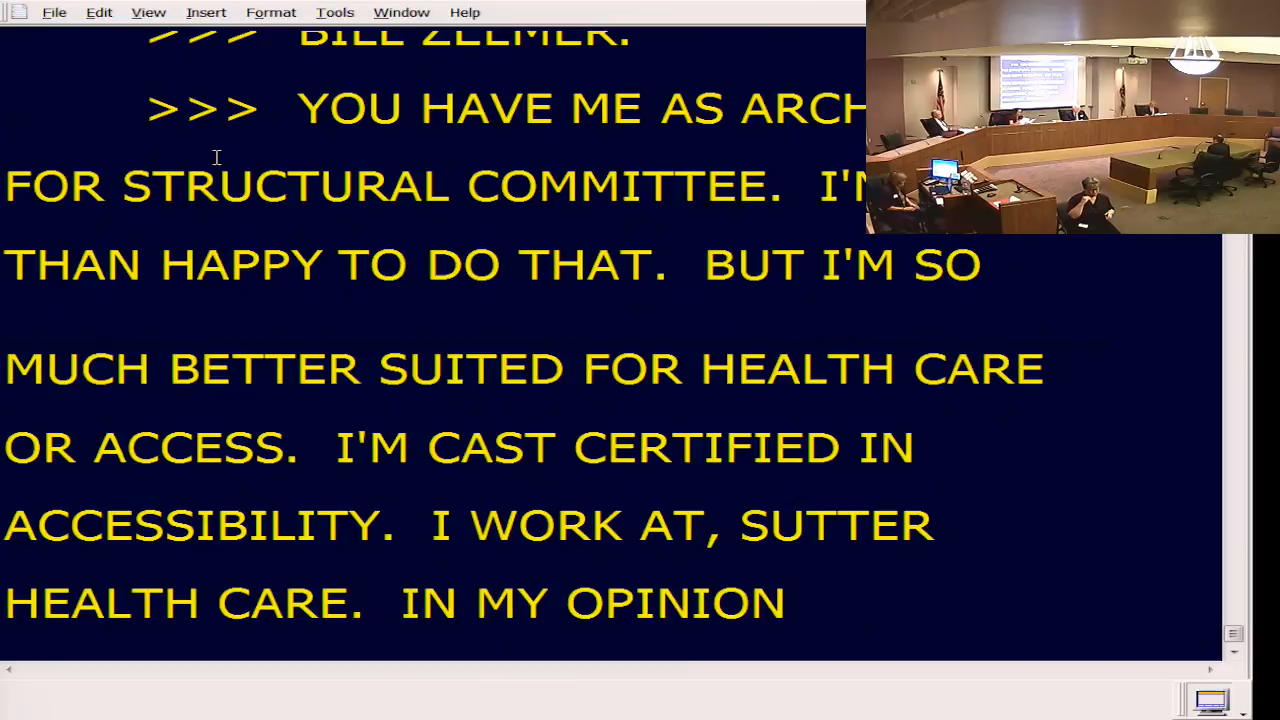 File Edit View Insert Format Tools Window Help
>>> BILL ZELMER.
>>> YOU HAVE ME AS ARCH
FOR STRUCTURAL COMMITTEE. I'M
THAN HAPPY TO DO THAT. BUT I'M SO
MUCH BETTER SUITED FOR HEALTH CARE
OR ACCESS. I'M CAST CERTIFIED IN
ACCESSIBILITY. I WORK AT, SUTTER
HEALTH CARE. IN MY OPINION